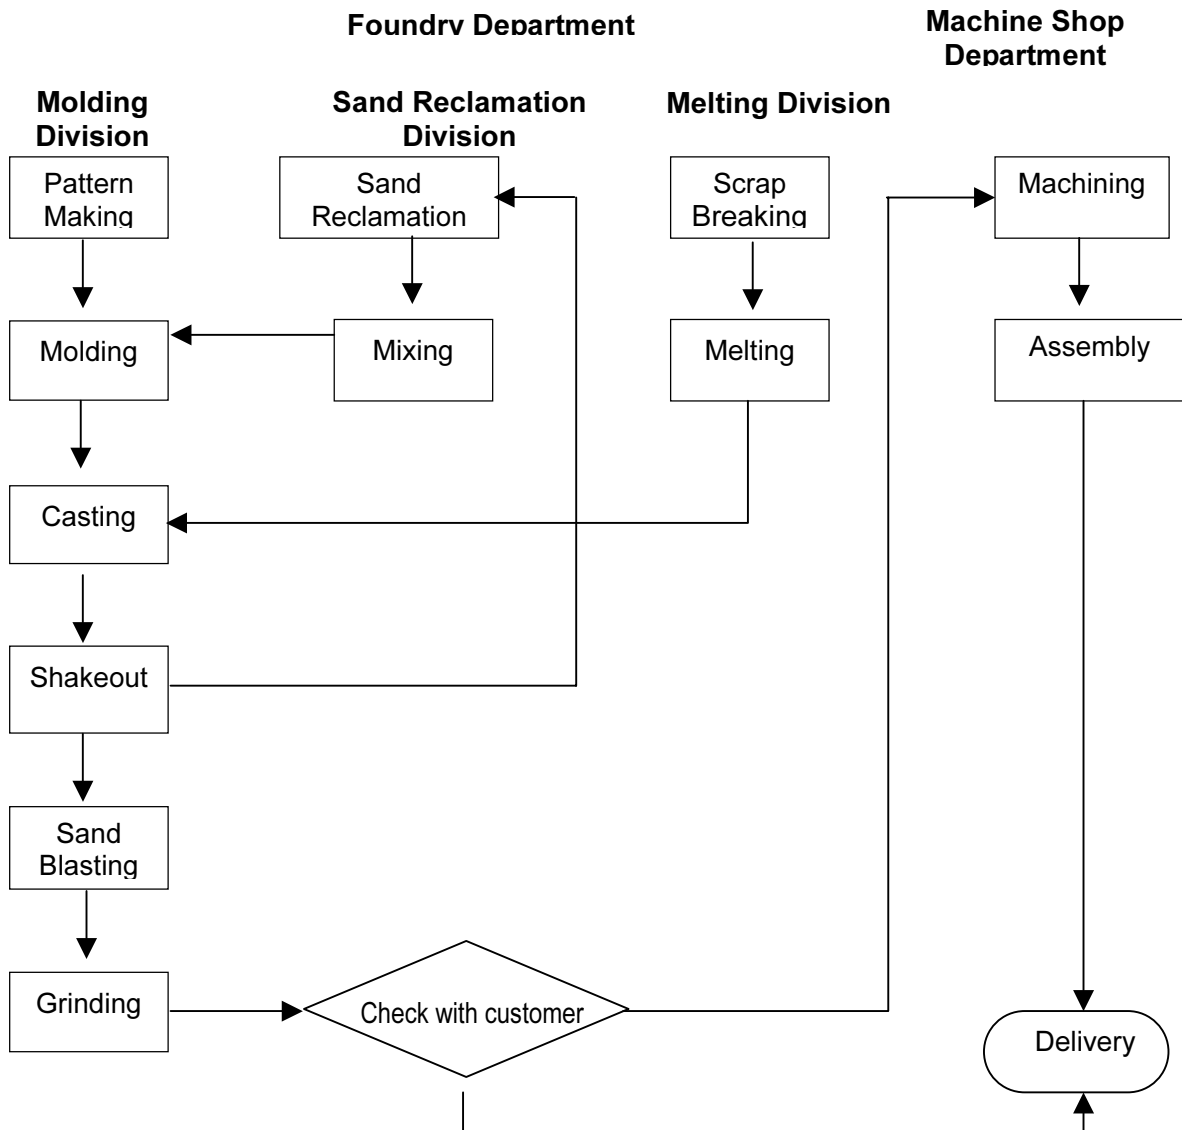 Foundry Department
Machine Shop
Department
Molding
Division
Sand Reclamation
Division
Melting Division
Pattern
Making
Sand
Reclamation
Scrap
Breaking
Machining
Molding
Mixing
Melting
Assembly
Casting
Shakeout
Sand
Blasting
Grinding
Check with customer
Delivery